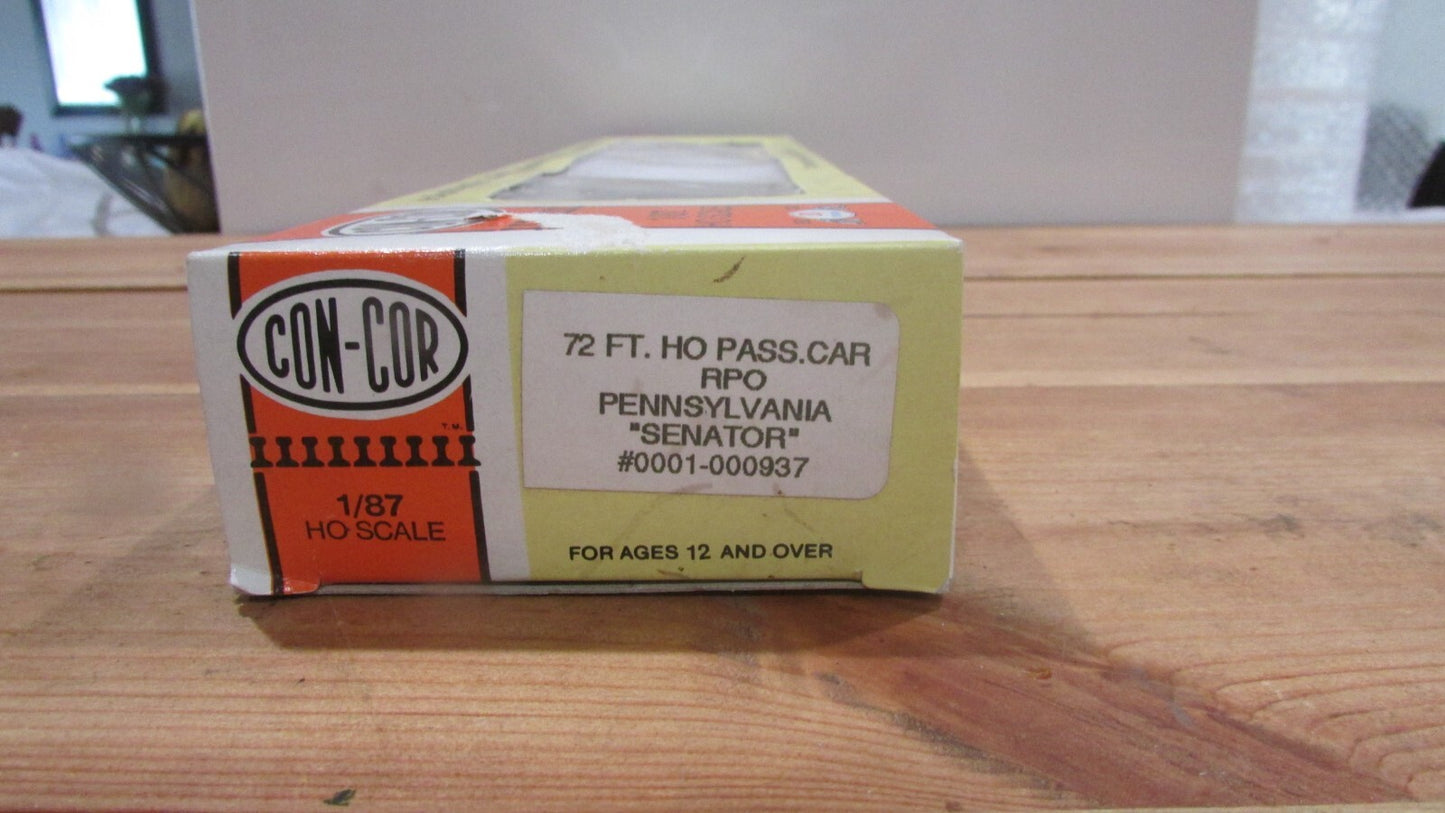 CON-COR
T.M.
1/87
HO SCALE
72 FT. HO PASS.CAR
RPO
PENNSYLVANIA
"SENATOR"
#0001-000937
FOR AGES 12 AND OVER